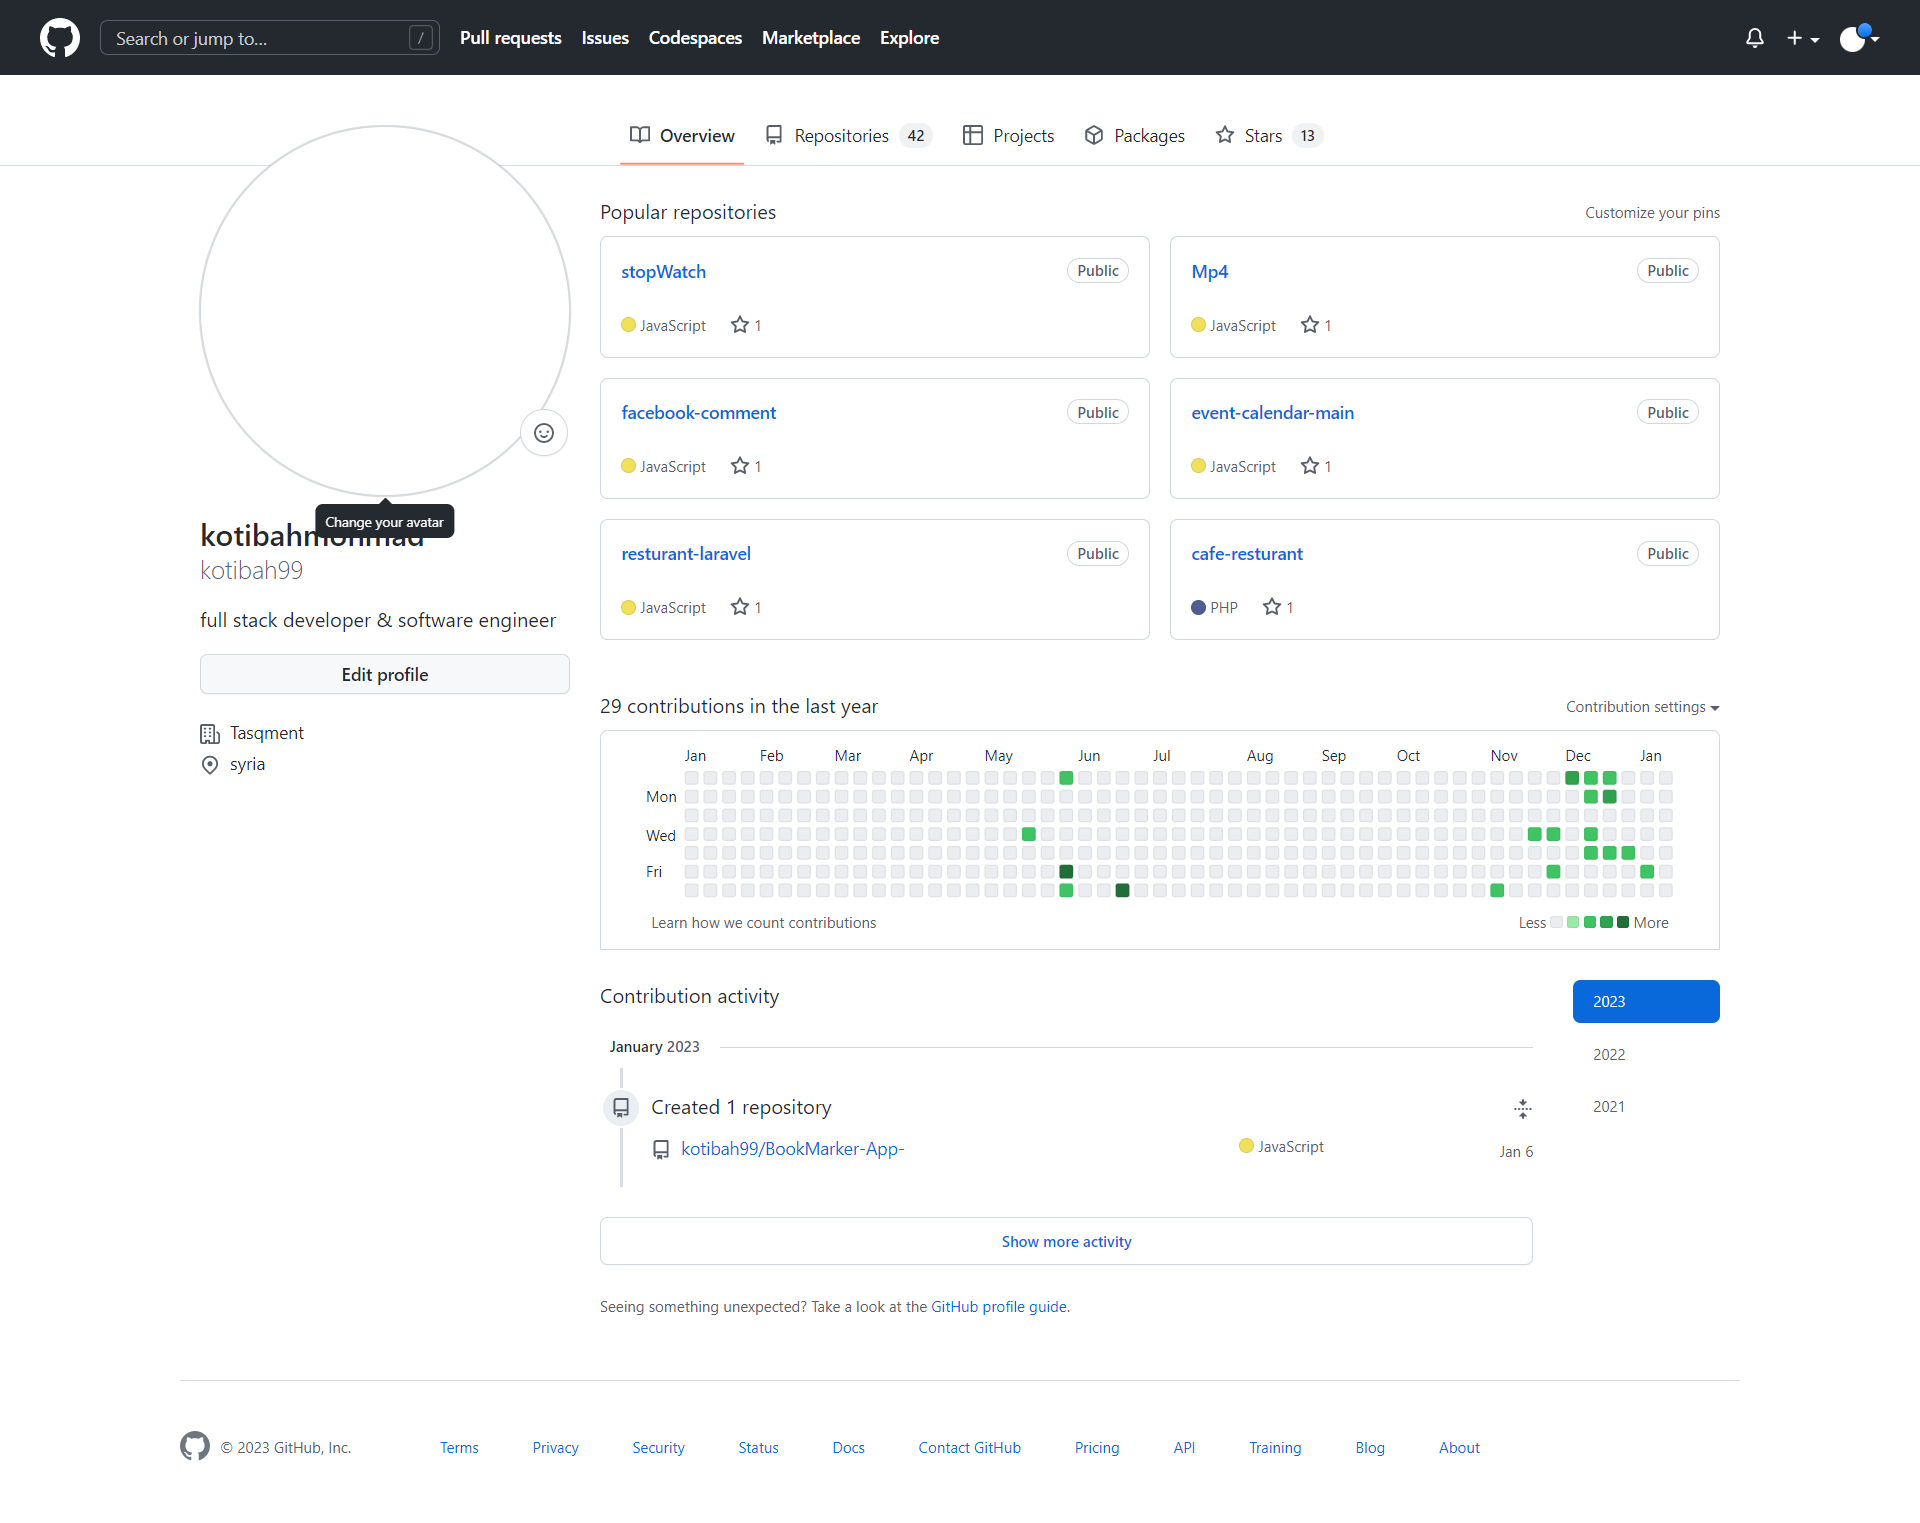 Search or jump to... /
Pull requests Issues Codespaces Marketplace Explore
Overview Repositories 42 Projects Packages Stars 13
Change your avatar
kotibah99
full stack developer & software engineer
Edit profile
Tasqment
syria
Popular repositories Customize your pins
stopWatch Public
JavaScript 1
Mp4 Public
JavaScript 1
facebook-comment Public
JavaScript 1
event-calendar-main Public
JavaScript 1
resturant-laravel Public
JavaScript 1
cafe-resturant Public
PHP 1
29 contributions in the last year Contribution settings
Jan Feb Mar Apr May Jun Jul Aug Sep Oct Nov Dec Jan
Mon
Wed
Fri
Learn how we count contributions Less More
Contribution activity
2023
2022
2021
January 2023
Created 1 repository
kotibah99/BookMarker-App- JavaScript Jan 6
Show more activity
Seeing something unexpected? Take a look at the GitHub profile guide.
© 2023 GitHub, Inc. Terms Privacy Security Status Docs Contact GitHub Pricing API Training Blog About